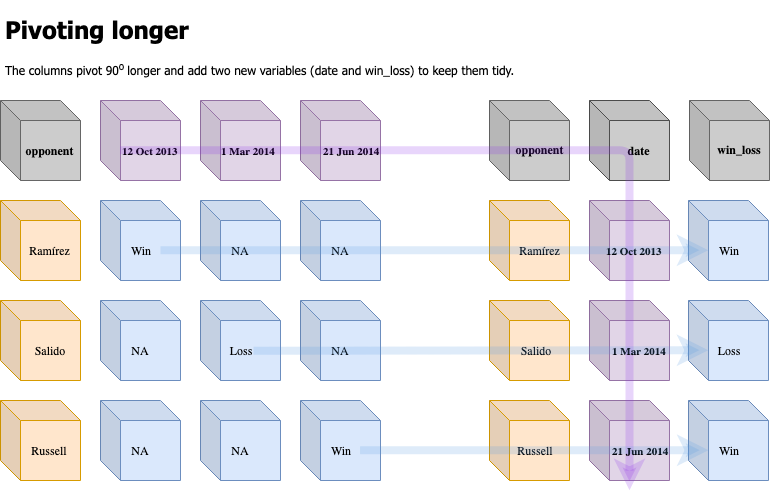 Pivoting longer
The columns pivot 90⁰ longer and add two new variables (date and win_loss) to keep them tidy.
opponent 12 Oct 2013 1 Mar 2014 21 Jun 2014 opponent date win_loss
Ramírez Win NA NA Ramírez 12 Oct 2013 Win
Salido NA Loss NA Salido 1 Mar 2014 Loss
Russell NA NA Win Russell 21 Jun 2014 Win